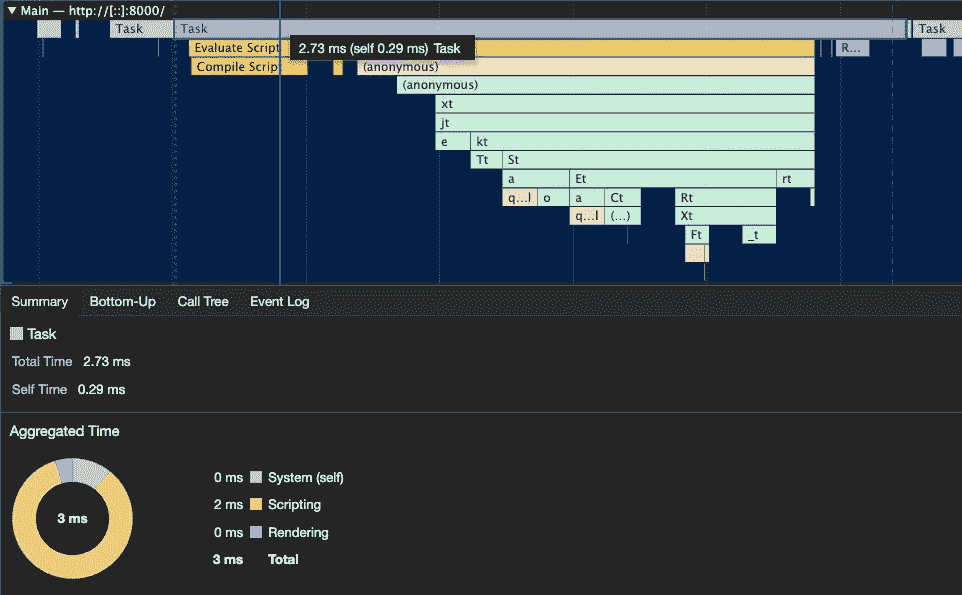 ▼ Main — http://[::]:8000/
Task Task Task
Evaluate Script R...
2.73 ms (self 0.29 ms) Task
Compile Script (anonymous)
(anonymous)
xt
jt
e kt
Tt St
a Et rt
q...l o a Ct Rt
q...l (...) Xt
Ft _t
Summary Bottom-Up Call Tree Event Log
Task
Total Time 2.73 ms
Self Time 0.29 ms
Aggregated Time
3 ms
0 ms System (self)
2 ms Scripting
0 ms Rendering
3 ms Total